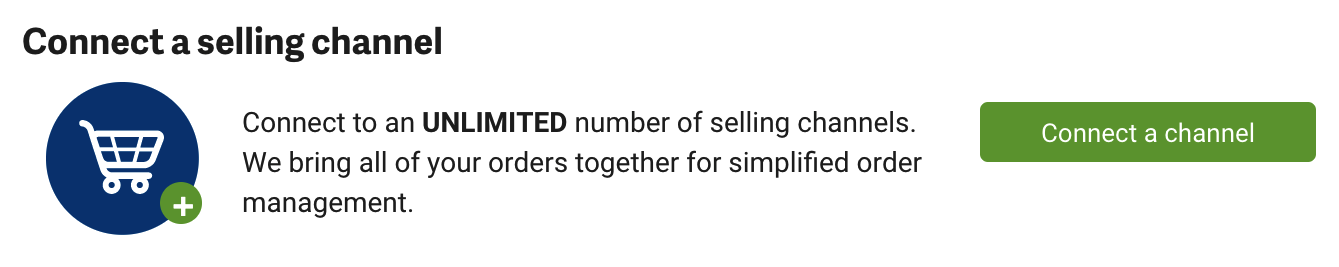 Connect a selling channel
Connect to an UNLIMITED number of selling channels.
We bring all of your orders together for simplified order
management.
Connect a channel